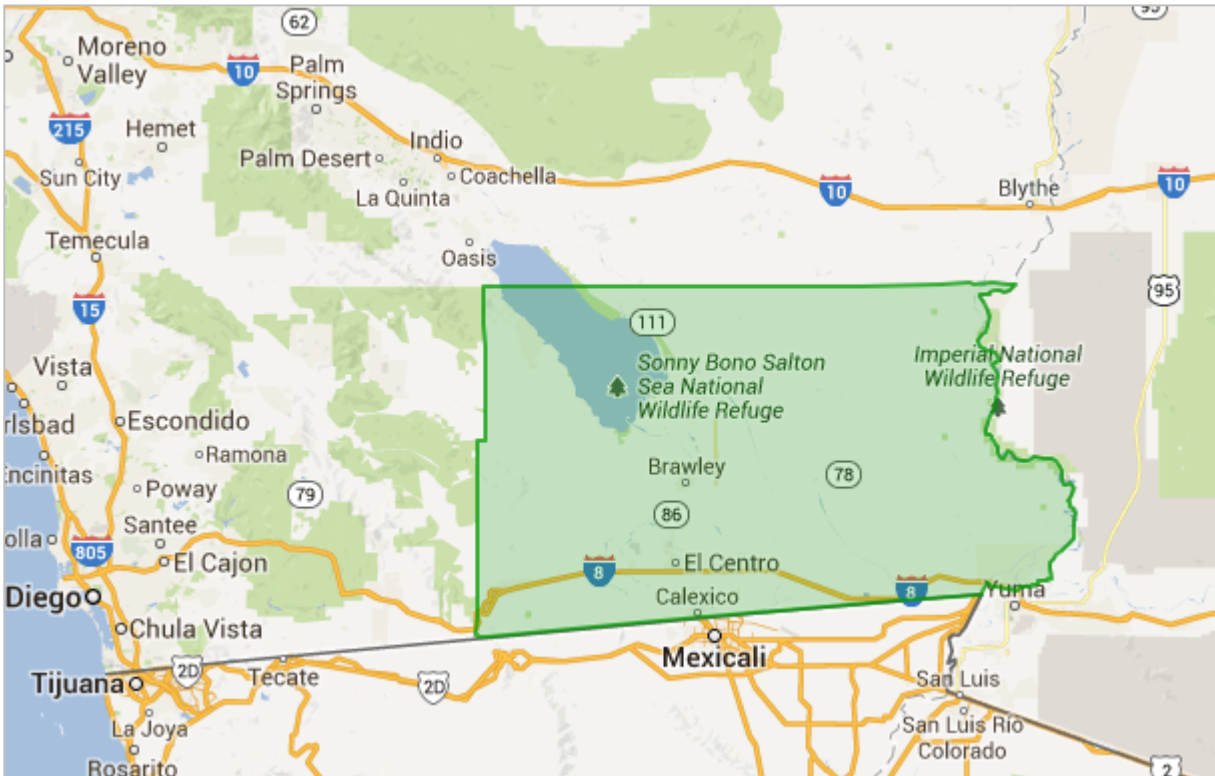 62
95
Moreno
Valley
10
Palm
Springs
215
Hemet
Indio
Palm Desert
Coachella
Sun City
La Quinta
10
10
Blythe
Temecula
Oasis
15
95
111
Vista
Sonny Bono Salton
Sea National
Wildlife Refuge
Imperial National
Wildlife Refuge
rlsbad
Escondido
Ramona
Encinitas
Brawley
78
Poway
79
86
Santee
olla
805
El Cajon
8
El Centro
8
Diego
Calexico
Yuma
Chula Vista
Mexicali
2D
Tijuana
Tecate
2D
San Luis
La Joya
San Luis Río
Colorado
Rosarito
2